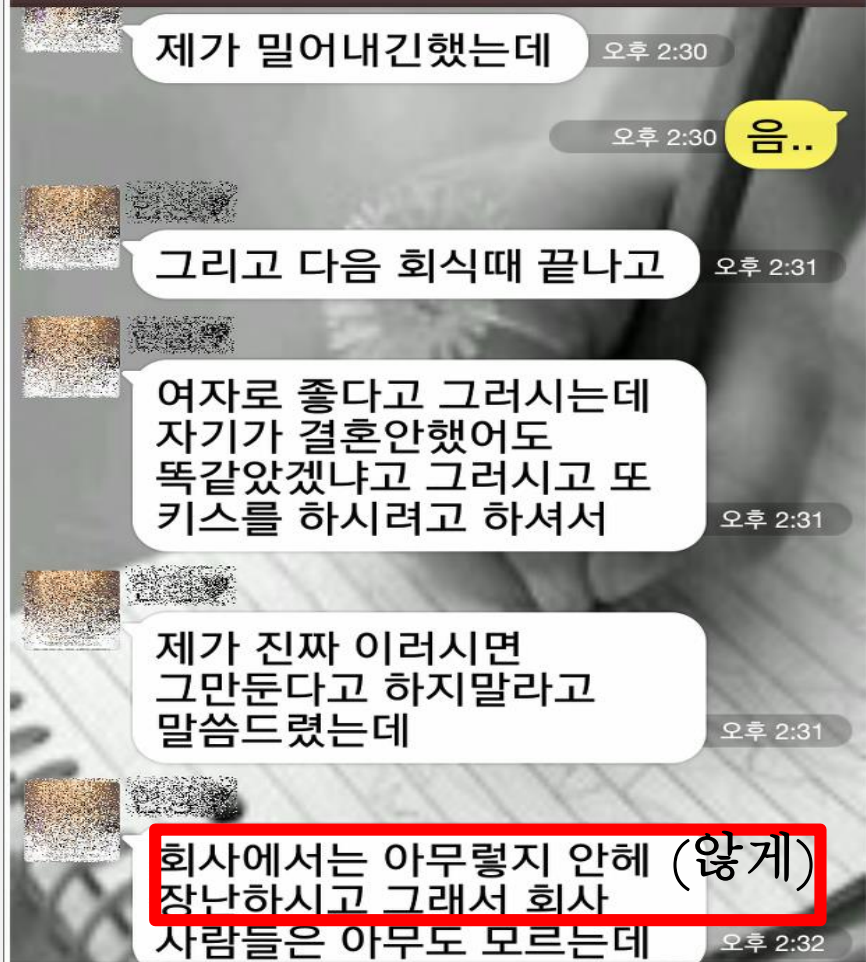 제가 밀어내긴했는데
오후 2:30
오후 2:30
음..
그리고 다음 회식때 끝나고
오후 2:31
여자로 좋다고 그러시는데
자기가 결혼안했어도
똑같았겠냐고 그러시고 또
키스를 하시려고 하셔서
오후 2:31
제가 진짜 이러시면
그만둔다고 하지말라고
말씀드렸는데
오후 2:31
회사에서는 아무렇지 안헤 (않게)
장난하시고 그래서 회사
사람들은 아무도 모르는데
오후 2:32